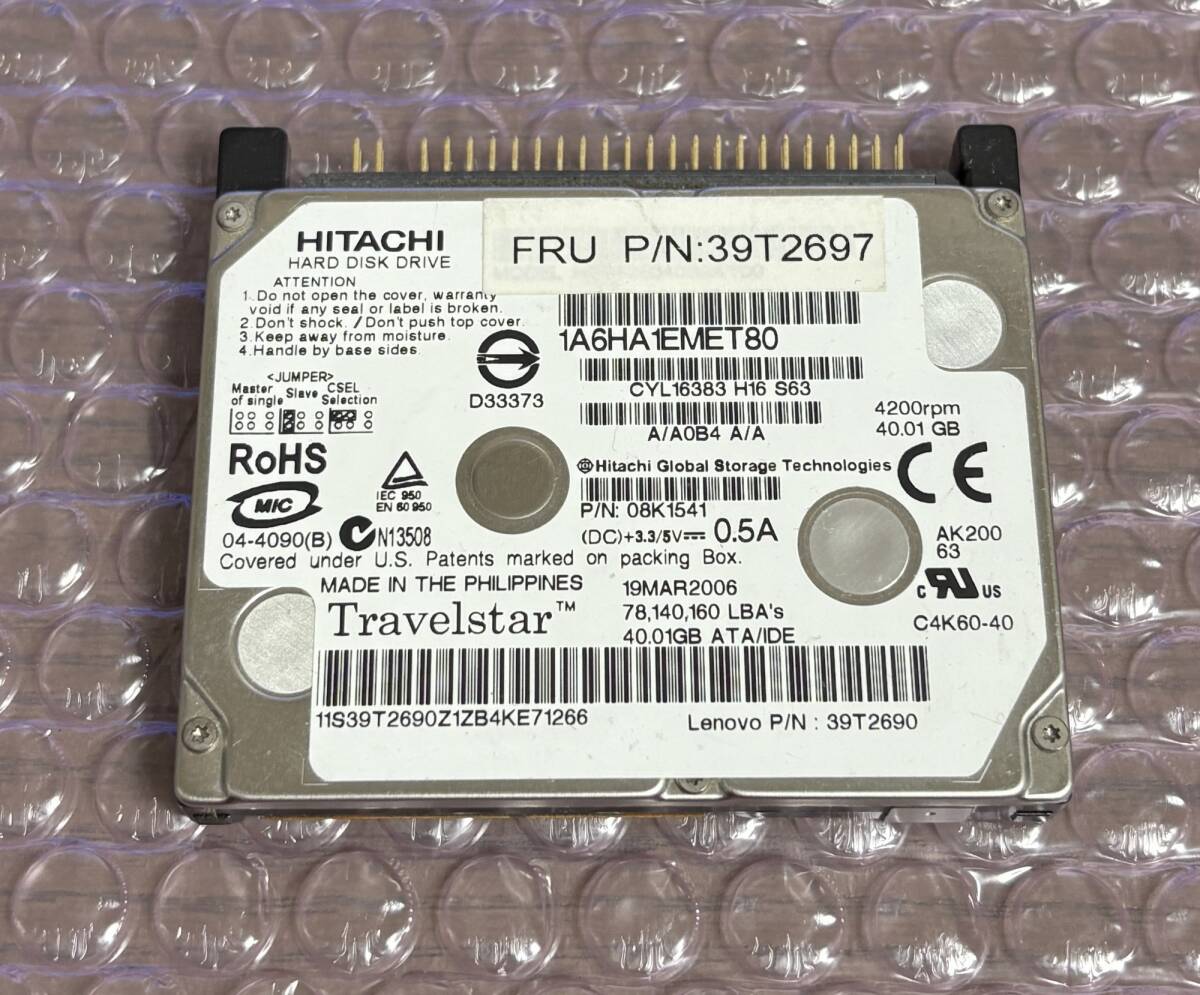 HITACHI
HARD DISK DRIVE
FRU P/N:39T2697
ATTENTION
1.Do not open the cover, warranty
void if any seal or label is broken.
2.Don't shock. / Don't push top cover.
3.Keep away from moisture.
4.Handle by base sides.
1A6HA1EMET80
<JUMPER>
Master of single
Slave
CSEL Selection
D33373
CYL16383 H16 S63
A/A0B4 A/A
4200rpm
40.01 GB
RoHS
MIC
04-4090(B)
IEC 950
EN 60 950
N13508
Hitachi Global Storage Technologies
P/N: 08K1541
(DC)+3.3/5V 0.5A
CE
AK200
63
c RU US
C4K60-40
Covered under U.S. Patents marked on packing Box.
MADE IN THE PHILIPPINES
Travelstar™
19MAR2006
78,140,160 LBA's
40.01GB ATA/IDE
11S39T2690Z1ZB4KE71266
Lenovo P/N : 39T2690